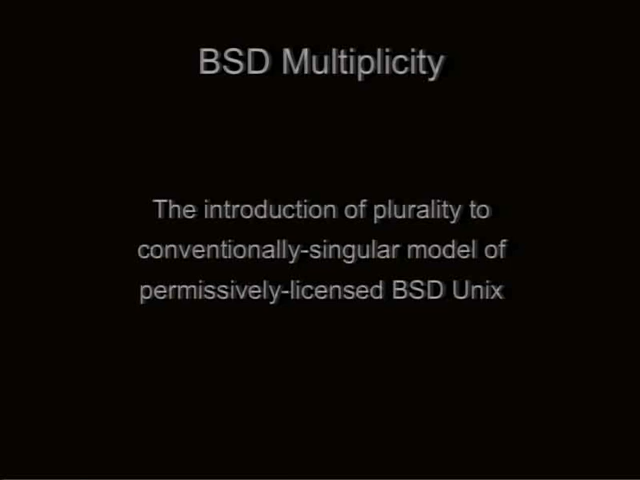 BSD Multiplicity
The introduction of plurality to
conventionally-singular model of
permissively-licensed BSD Unix